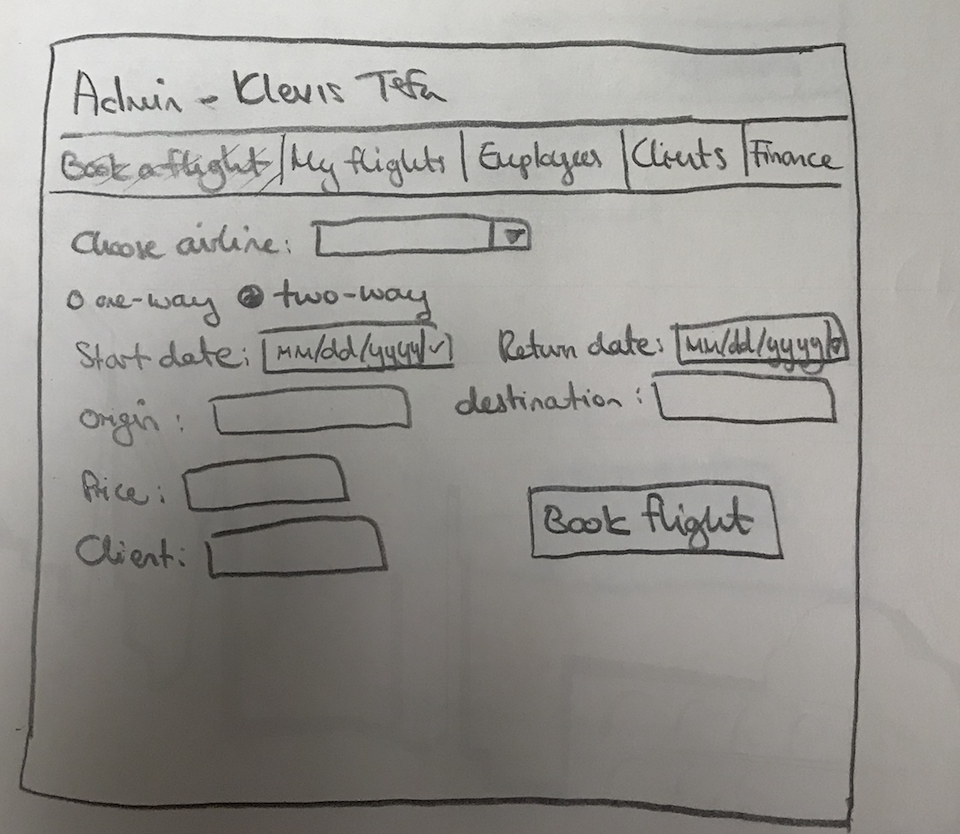 Admin - Klevis Tefa
Book a flight My flights Employees Clients Finance
Choose airline:
one-way two-way
Start date: mm/dd/yyyy Return date: mm/dd/yyyy
origin: destination:
Price:
Client: Book flight